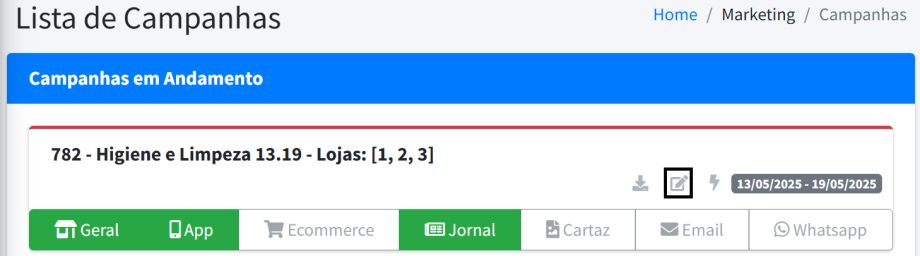 Lista de Campanhas
Home / Marketing / Campanhas
Campanhas em Andamento
782 - Higiene e Limpeza 13.19 - Lojas: [1, 2, 3]
13/05/2025 - 19/05/2025
Geral App Ecommerce Jornal Cartaz Email Whatsapp